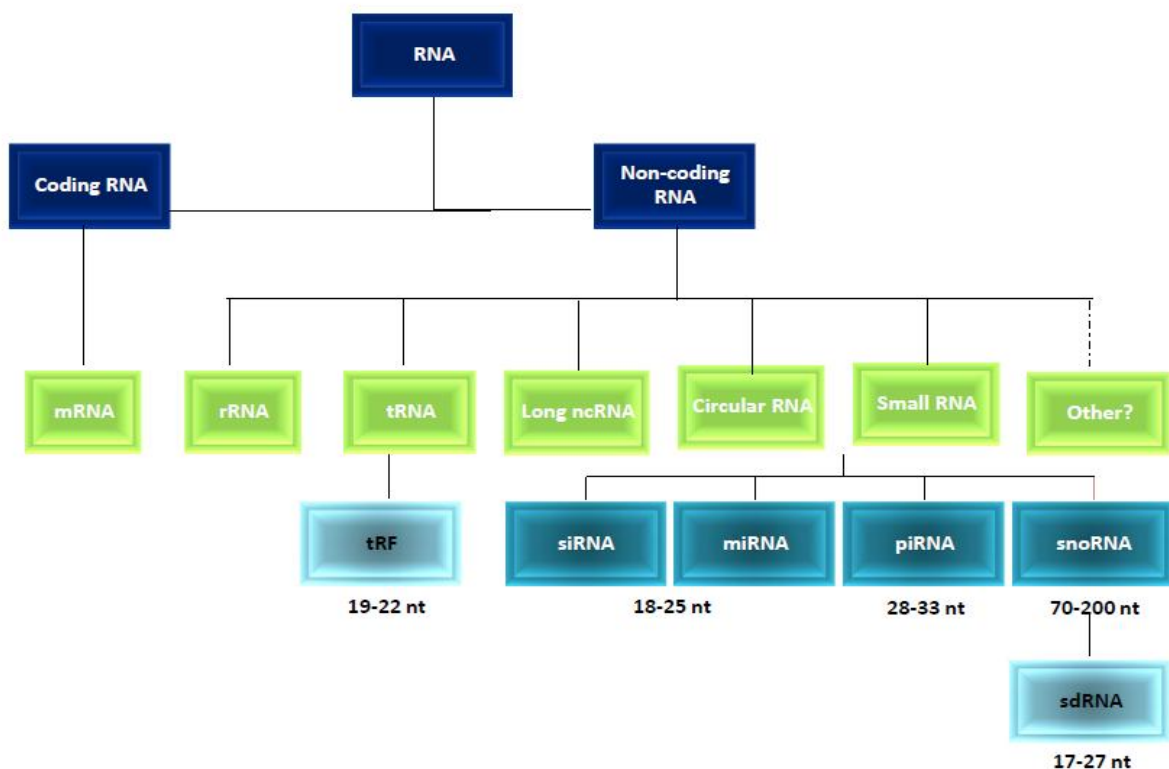 RNA
Coding RNA
Non-coding
RNA
mRNA
rRNA
tRNA
Long ncRNA
Circular RNA
Small RNA
Other?
tRF
siRNA
miRNA
piRNA
snoRNA
19-22 nt
18-25 nt
28-33 nt
70-200 nt
sdRNA
17-27 nt